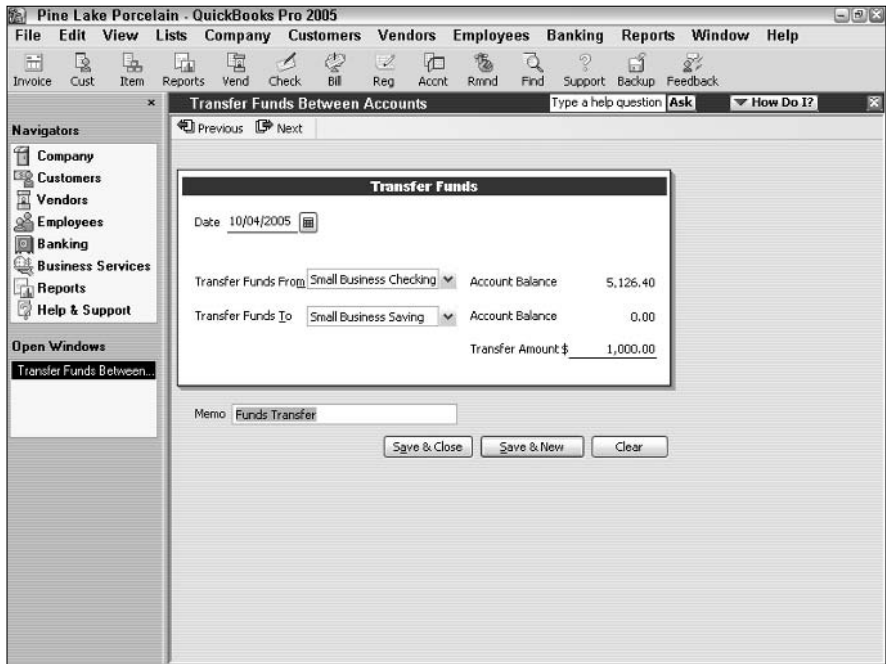 Pine Lake Porcelain - QuickBooks Pro 2005
File Edit View Lists Company Customers Vendors Employees Banking Reports Window Help
Invoice Cust Item Reports Vend Check Bill Reg Accnt Rmnd Find Support Backup Feedback
Transfer Funds Between Accounts
Type a help question Ask
How Do I?
Navigators
Company
Customers
Vendors
Employees
Banking
Business Services
Reports
Help & Support
Open Windows
Transfer Funds Between...
Previous Next
Transfer Funds
Date 10/04/2005
Transfer Funds From Small Business Checking Account Balance 5,126.40
Transfer Funds To Small Business Saving Account Balance 0.00
Transfer Amount $ 1,000.00
Memo Funds Transfer
Save & Close Save & New Clear